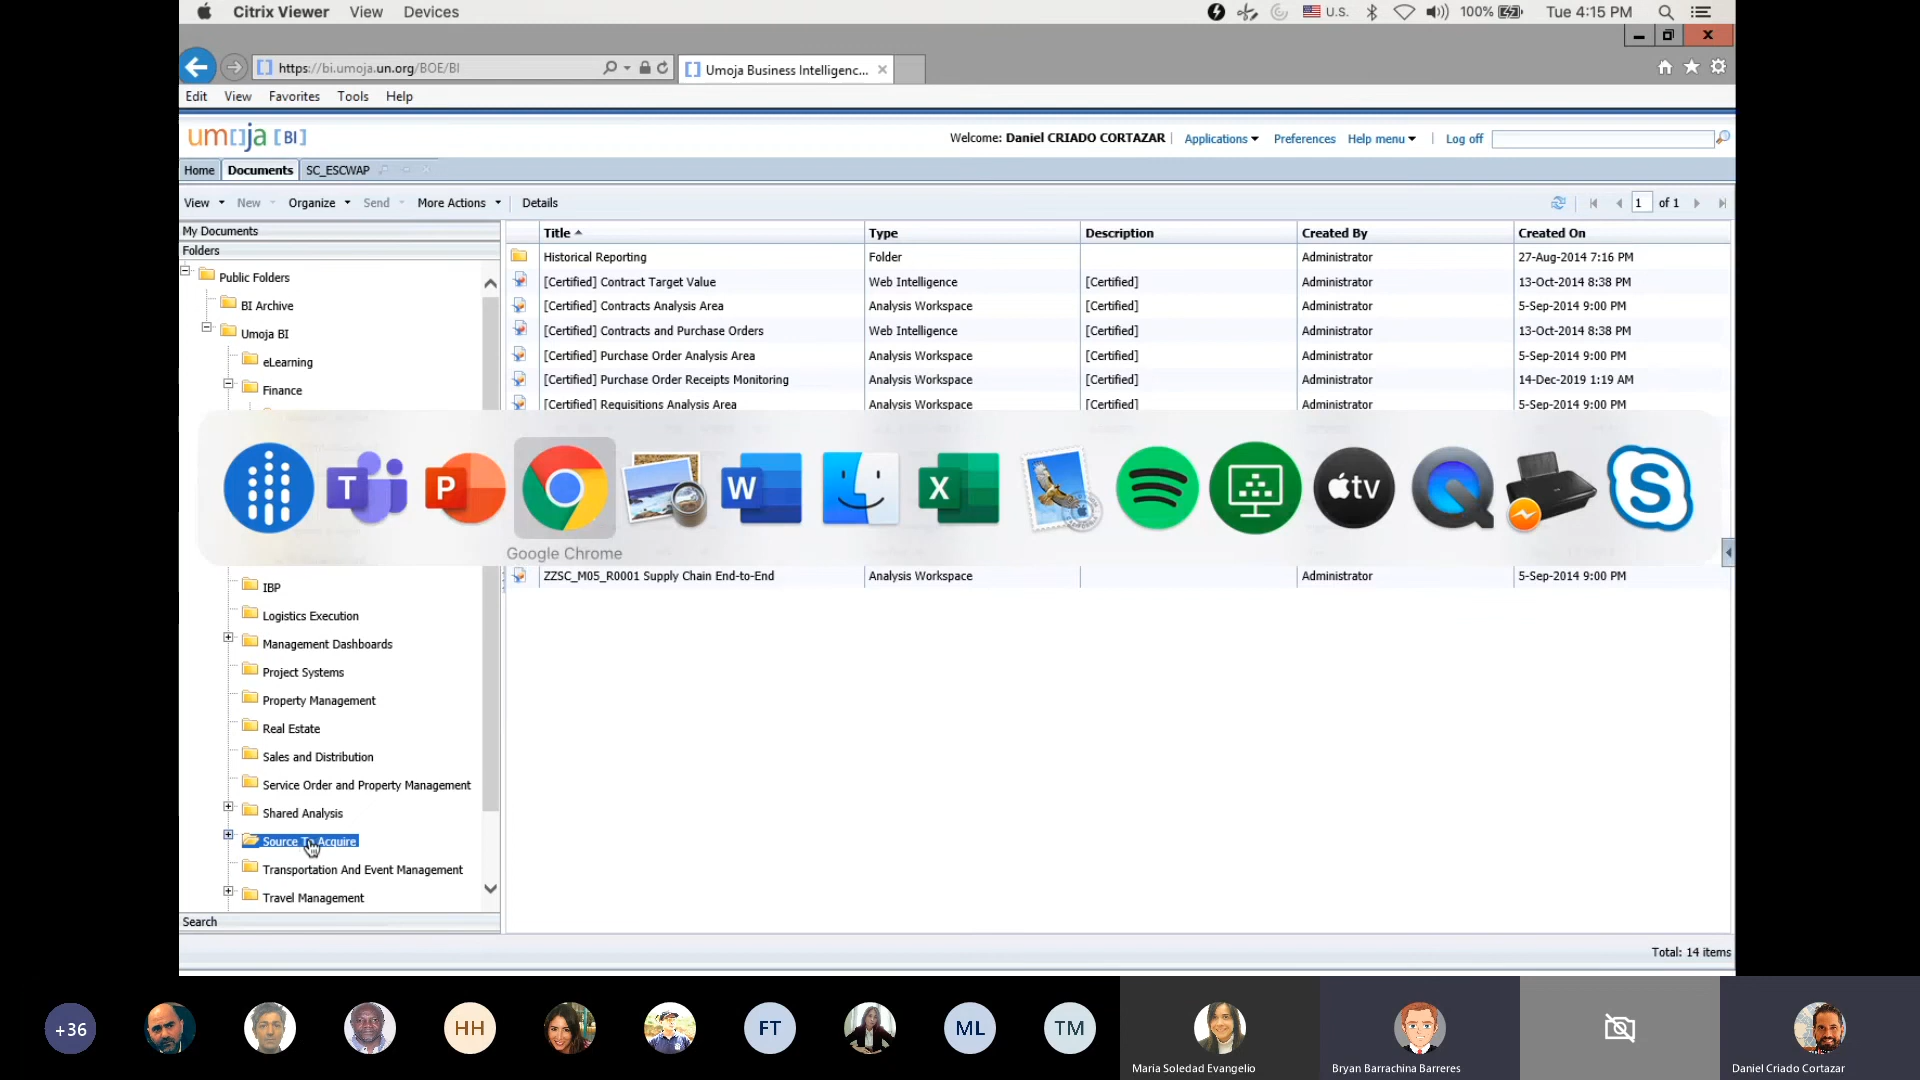 Citrix Viewer View Devices
U.S. 100% Tue 4:15 PM
https://bi.umoja.un.org/BOE/BI
Umoja Business Intelligenc...
Edit View Favorites Tools Help
um[]ja [BI]
Welcome: Daniel CRIADO CORTAZAR | Applications Preferences Help menu | Log off
Home Documents SC_ESCWAP
View New Organize Send More Actions Details
1 of 1
My Documents
Folders
Public Folders
BI Archive
Umoja BI
eLearning
Finance
IBP
Logistics Execution
Management Dashboards
Project Systems
Property Management
Real Estate
Sales and Distribution
Service Order and Property Management
Shared Analysis
Source To Acquire
Transportation And Event Management
Travel Management
Search
Title Type Description Created By Created On
Historical Reporting Folder Administrator 27-Aug-2014 7:16 PM
[Certified] Contract Target Value Web Intelligence [Certified] Administrator 13-Oct-2014 8:38 PM
[Certified] Contracts Analysis Area Analysis Workspace [Certified] Administrator 5-Sep-2014 9:00 PM
[Certified] Contracts and Purchase Orders Web Intelligence [Certified] Administrator 13-Oct-2014 8:38 PM
[Certified] Purchase Order Analysis Area Analysis Workspace [Certified] Administrator 5-Sep-2014 9:00 PM
[Certified] Purchase Order Receipts Monitoring Analysis Workspace [Certified] Administrator 14-Dec-2019 1:19 AM
[Certified] Requisitions Analysis Area Analysis Workspace [Certified] Administrator 5-Sep-2014 9:00 PM
T P W X tv S
Google Chrome
ZZSC_M05_R0001 Supply Chain End-to-End Analysis Workspace Administrator 5-Sep-2014 9:00 PM
Total: 14 items
+36 HH FT ML TM
Maria Soledad Evangelio
Bryan Barrachina Barreres
Daniel Criado Cortazar